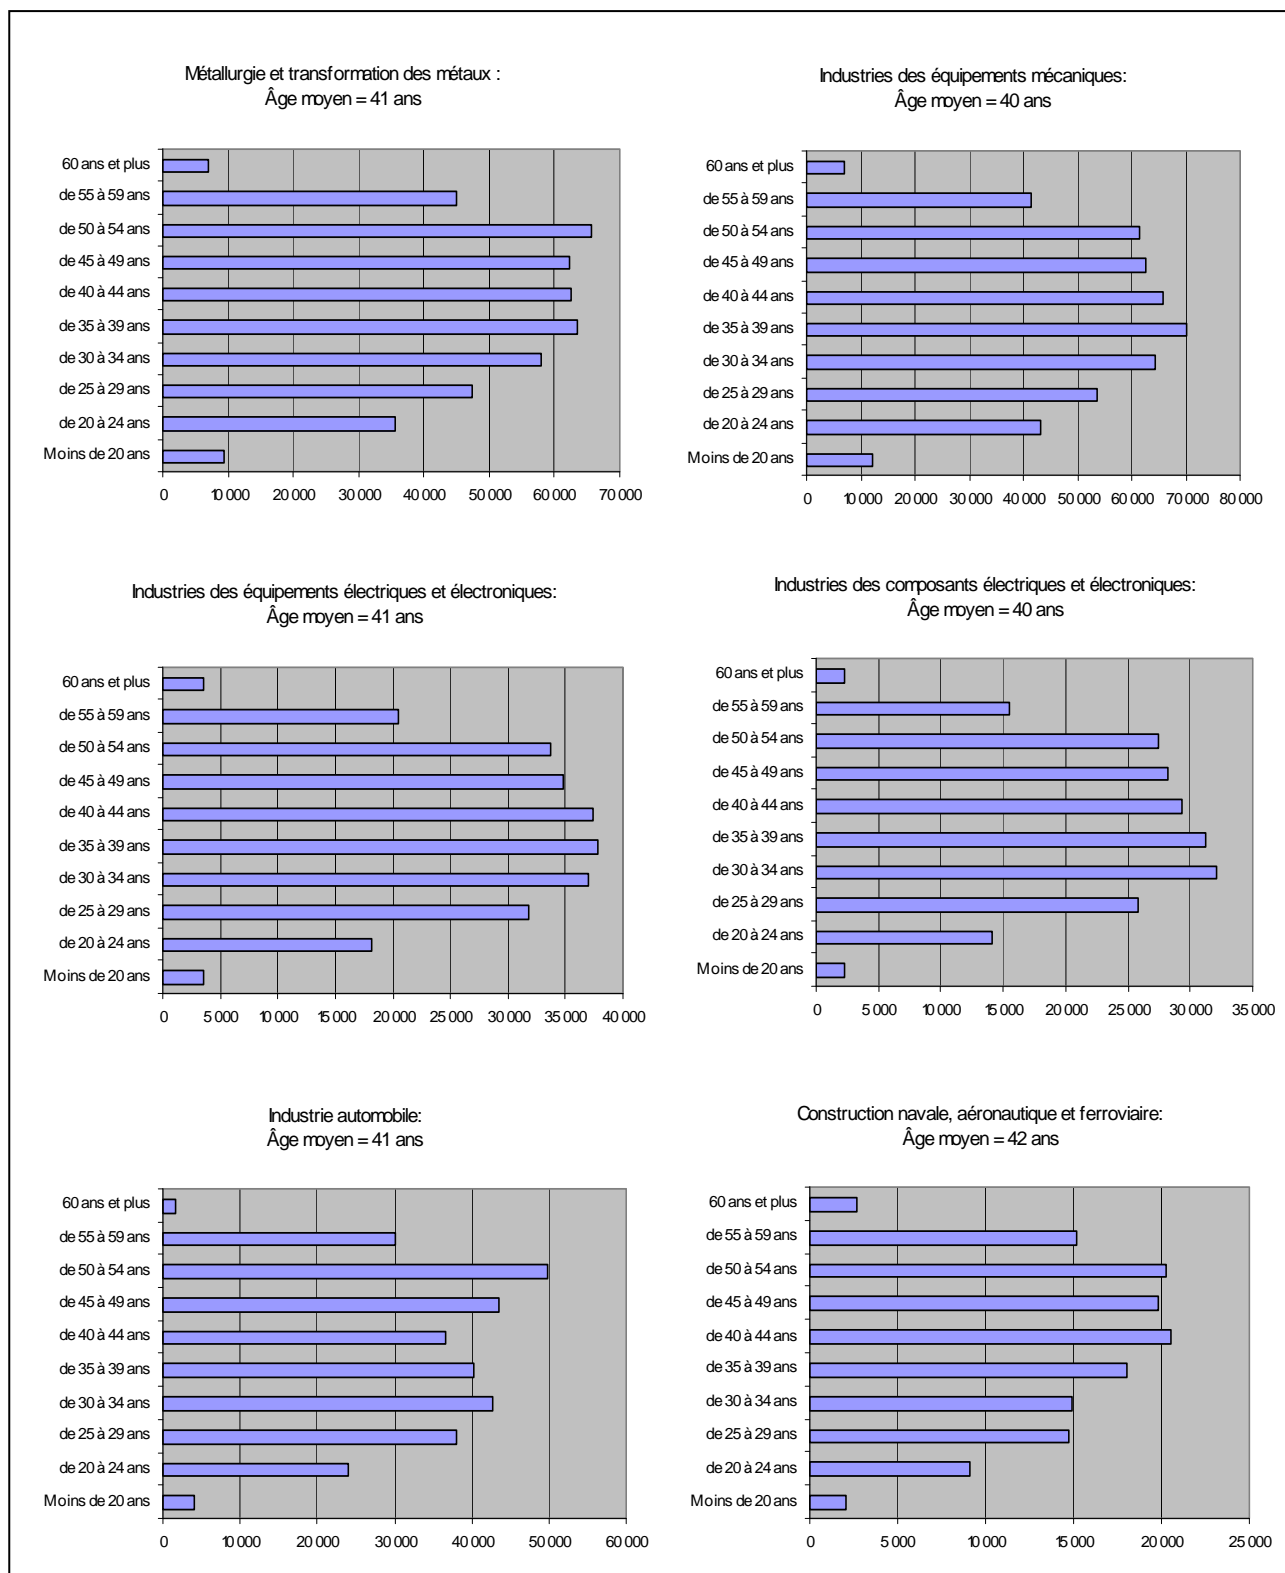 Métallurgie et transformation des métaux :
Âge moyen = 41 ans
60 ans et plus
de 55 à 59 ans
de 50 à 54 ans
de 45 à 49 ans
de 40 à 44 ans
de 35 à 39 ans
de 30 à 34 ans
de 25 à 29 ans
de 20 à 24 ans
Moins de 20 ans
0 10 000 20 000 30 000 40 000 50 000 60 000 70 000
Industries des équipements mécaniques:
Âge moyen = 40 ans
60 ans et plus
de 55 à 59 ans
de 50 à 54 ans
de 45 à 49 ans
de 40 à 44 ans
de 35 à 39 ans
de 30 à 34 ans
de 25 à 29 ans
de 20 à 24 ans
Moins de 20 ans
0 10 000 20 000 30 000 40 000 50 000 60 000 70 000 80 000
Industries des équipements électriques et électroniques:
Âge moyen = 41 ans
60 ans et plus
de 55 à 59 ans
de 50 à 54 ans
de 45 à 49 ans
de 40 à 44 ans
de 35 à 39 ans
de 30 à 34 ans
de 25 à 29 ans
de 20 à 24 ans
Moins de 20 ans
0 5 000 10 000 15 000 20 000 25 000 30 000 35 000 40 000
Industries des composants électriques et électroniques:
Âge moyen = 40 ans
60 ans et plus
de 55 à 59 ans
de 50 à 54 ans
de 45 à 49 ans
de 40 à 44 ans
de 35 à 39 ans
de 30 à 34 ans
de 25 à 29 ans
de 20 à 24 ans
Moins de 20 ans
0 5 000 10 000 15 000 20 000 25 000 30 000 35 000
Industrie automobile:
Âge moyen = 41 ans
60 ans et plus
de 55 à 59 ans
de 50 à 54 ans
de 45 à 49 ans
de 40 à 44 ans
de 35 à 39 ans
de 30 à 34 ans
de 25 à 29 ans
de 20 à 24 ans
Moins de 20 ans
0 10 000 20 000 30 000 40 000 50 000 60 000
Construction navale, aéronautique et ferroviaire:
Âge moyen = 42 ans
60 ans et plus
de 55 à 59 ans
de 50 à 54 ans
de 45 à 49 ans
de 40 à 44 ans
de 35 à 39 ans
de 30 à 34 ans
de 25 à 29 ans
de 20 à 24 ans
Moins de 20 ans
0 5 000 10 000 15 000 20 000 25 000